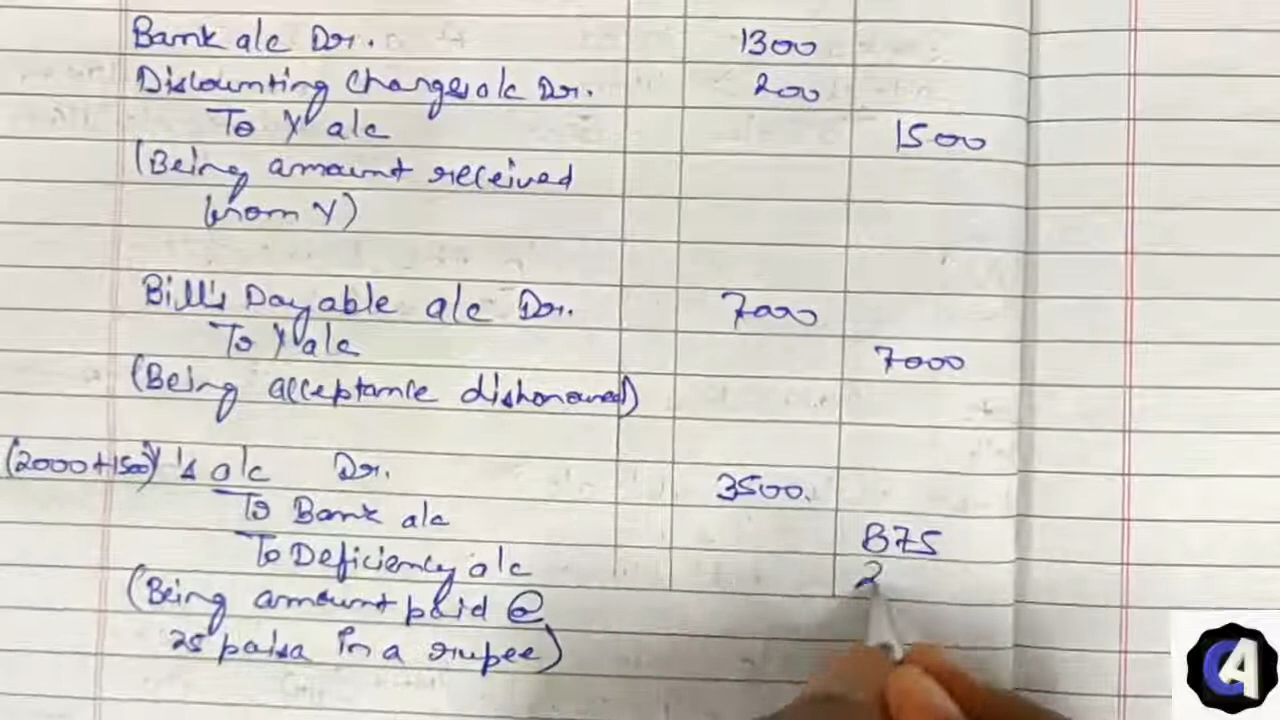 Bank a/c Dr. 1300
Discounting Charges a/c Dr. 200
To Y a/c 1500
(Being amount received
from Y)
Bill's Payable a/c Dr. 7000
To Y a/c 7000
(Being acceptance dishonoured)
(2000+1500) Y's a/c Dr. 3500.
To Bank a/c 875
To Deficiency a/c 2
(Being amount paid @
25 paisa in a rupee)
CA